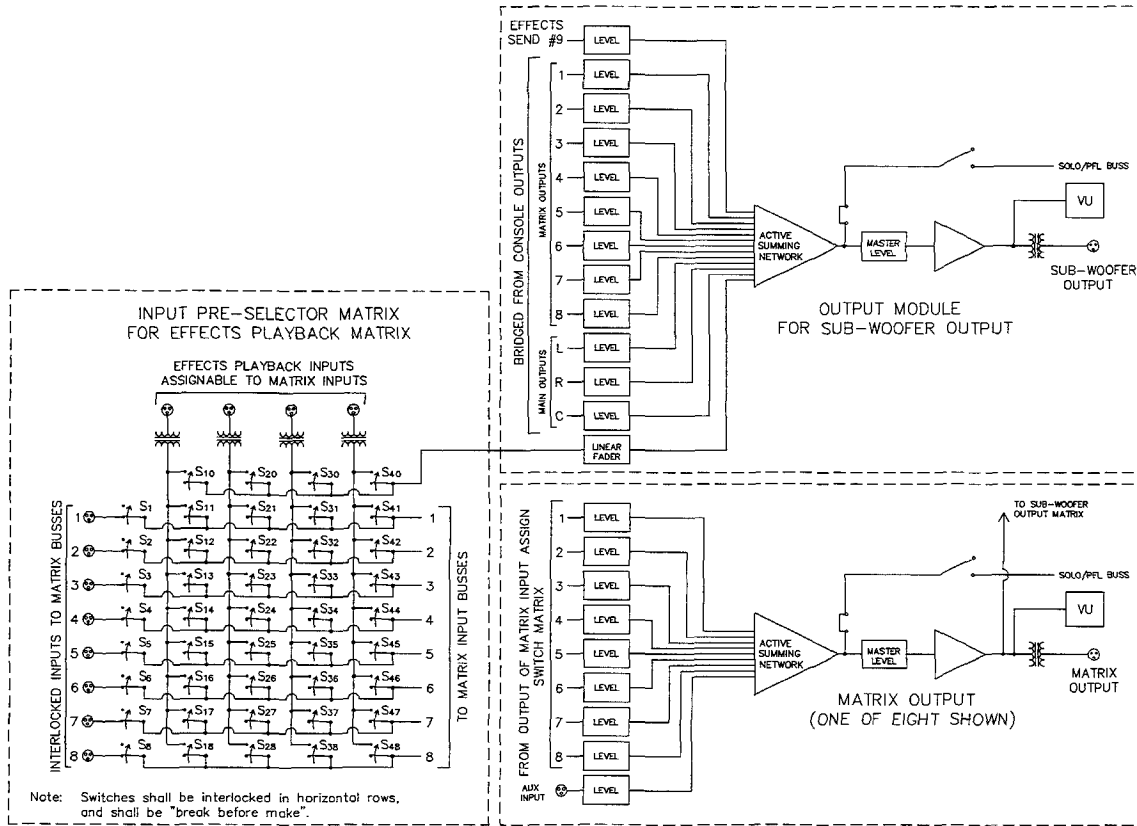 EFFECTS
SEND #9
LEVEL
1
LEVEL
2
LEVEL
3
LEVEL
4
LEVEL
5
LEVEL
6
LEVEL
7
LEVEL
8
LEVEL
L
LEVEL
R
LEVEL
C
LEVEL
LINEAR
FADER
BRIDGED FROM CONSOLE OUTPUTS
MATRIX OUTPUTS
MAIN OUTPUTS
ACTIVE
SUMMING
NETWORK
MASTER
LEVEL
SOLO/PFL BUSS
VU
SUB-WOOFER
OUTPUT
OUTPUT MODULE
FOR SUB-WOOFER OUTPUT
INPUT PRE-SELECTOR MATRIX
FOR EFFECTS PLAYBACK MATRIX
EFFECTS PLAYBACK INPUTS
ASSIGNABLE TO MATRIX INPUTS
S10 S20 S30 S40
1 S1 S11 S21 S31 S41 1
2 S2 S12 S22 S32 S42 2
3 S3 S13 S23 S33 S43 3
4 S4 S14 S24 S34 S44 4
5 S5 S15 S25 S35 S45 5
6 S6 S16 S26 S36 S46 6
7 S7 S17 S27 S37 S47 7
8 S8 S18 S28 S38 S48 8
INTERLOCKED INPUTS TO MATRIX BUSSES
TO MATRIX INPUT BUSSES
Note: Switches shall be interlocked in horizontal rows,
and shall be "break before make".
FROM OUTPUT OF MATRIX INPUT ASSIGN
SWITCH MATRIX
1
LEVEL
2
LEVEL
3
LEVEL
4
LEVEL
5
LEVEL
6
LEVEL
7
LEVEL
8
LEVEL
AUX
INPUT
LEVEL
ACTIVE
SUMMING
NETWORK
MASTER
LEVEL
TO SUB-WOOFER
OUTPUT MATRIX
SOLO/PFL BUSS
VU
MATRIX
OUTPUT
MATRIX OUTPUT
(ONE OF EIGHT SHOWN)